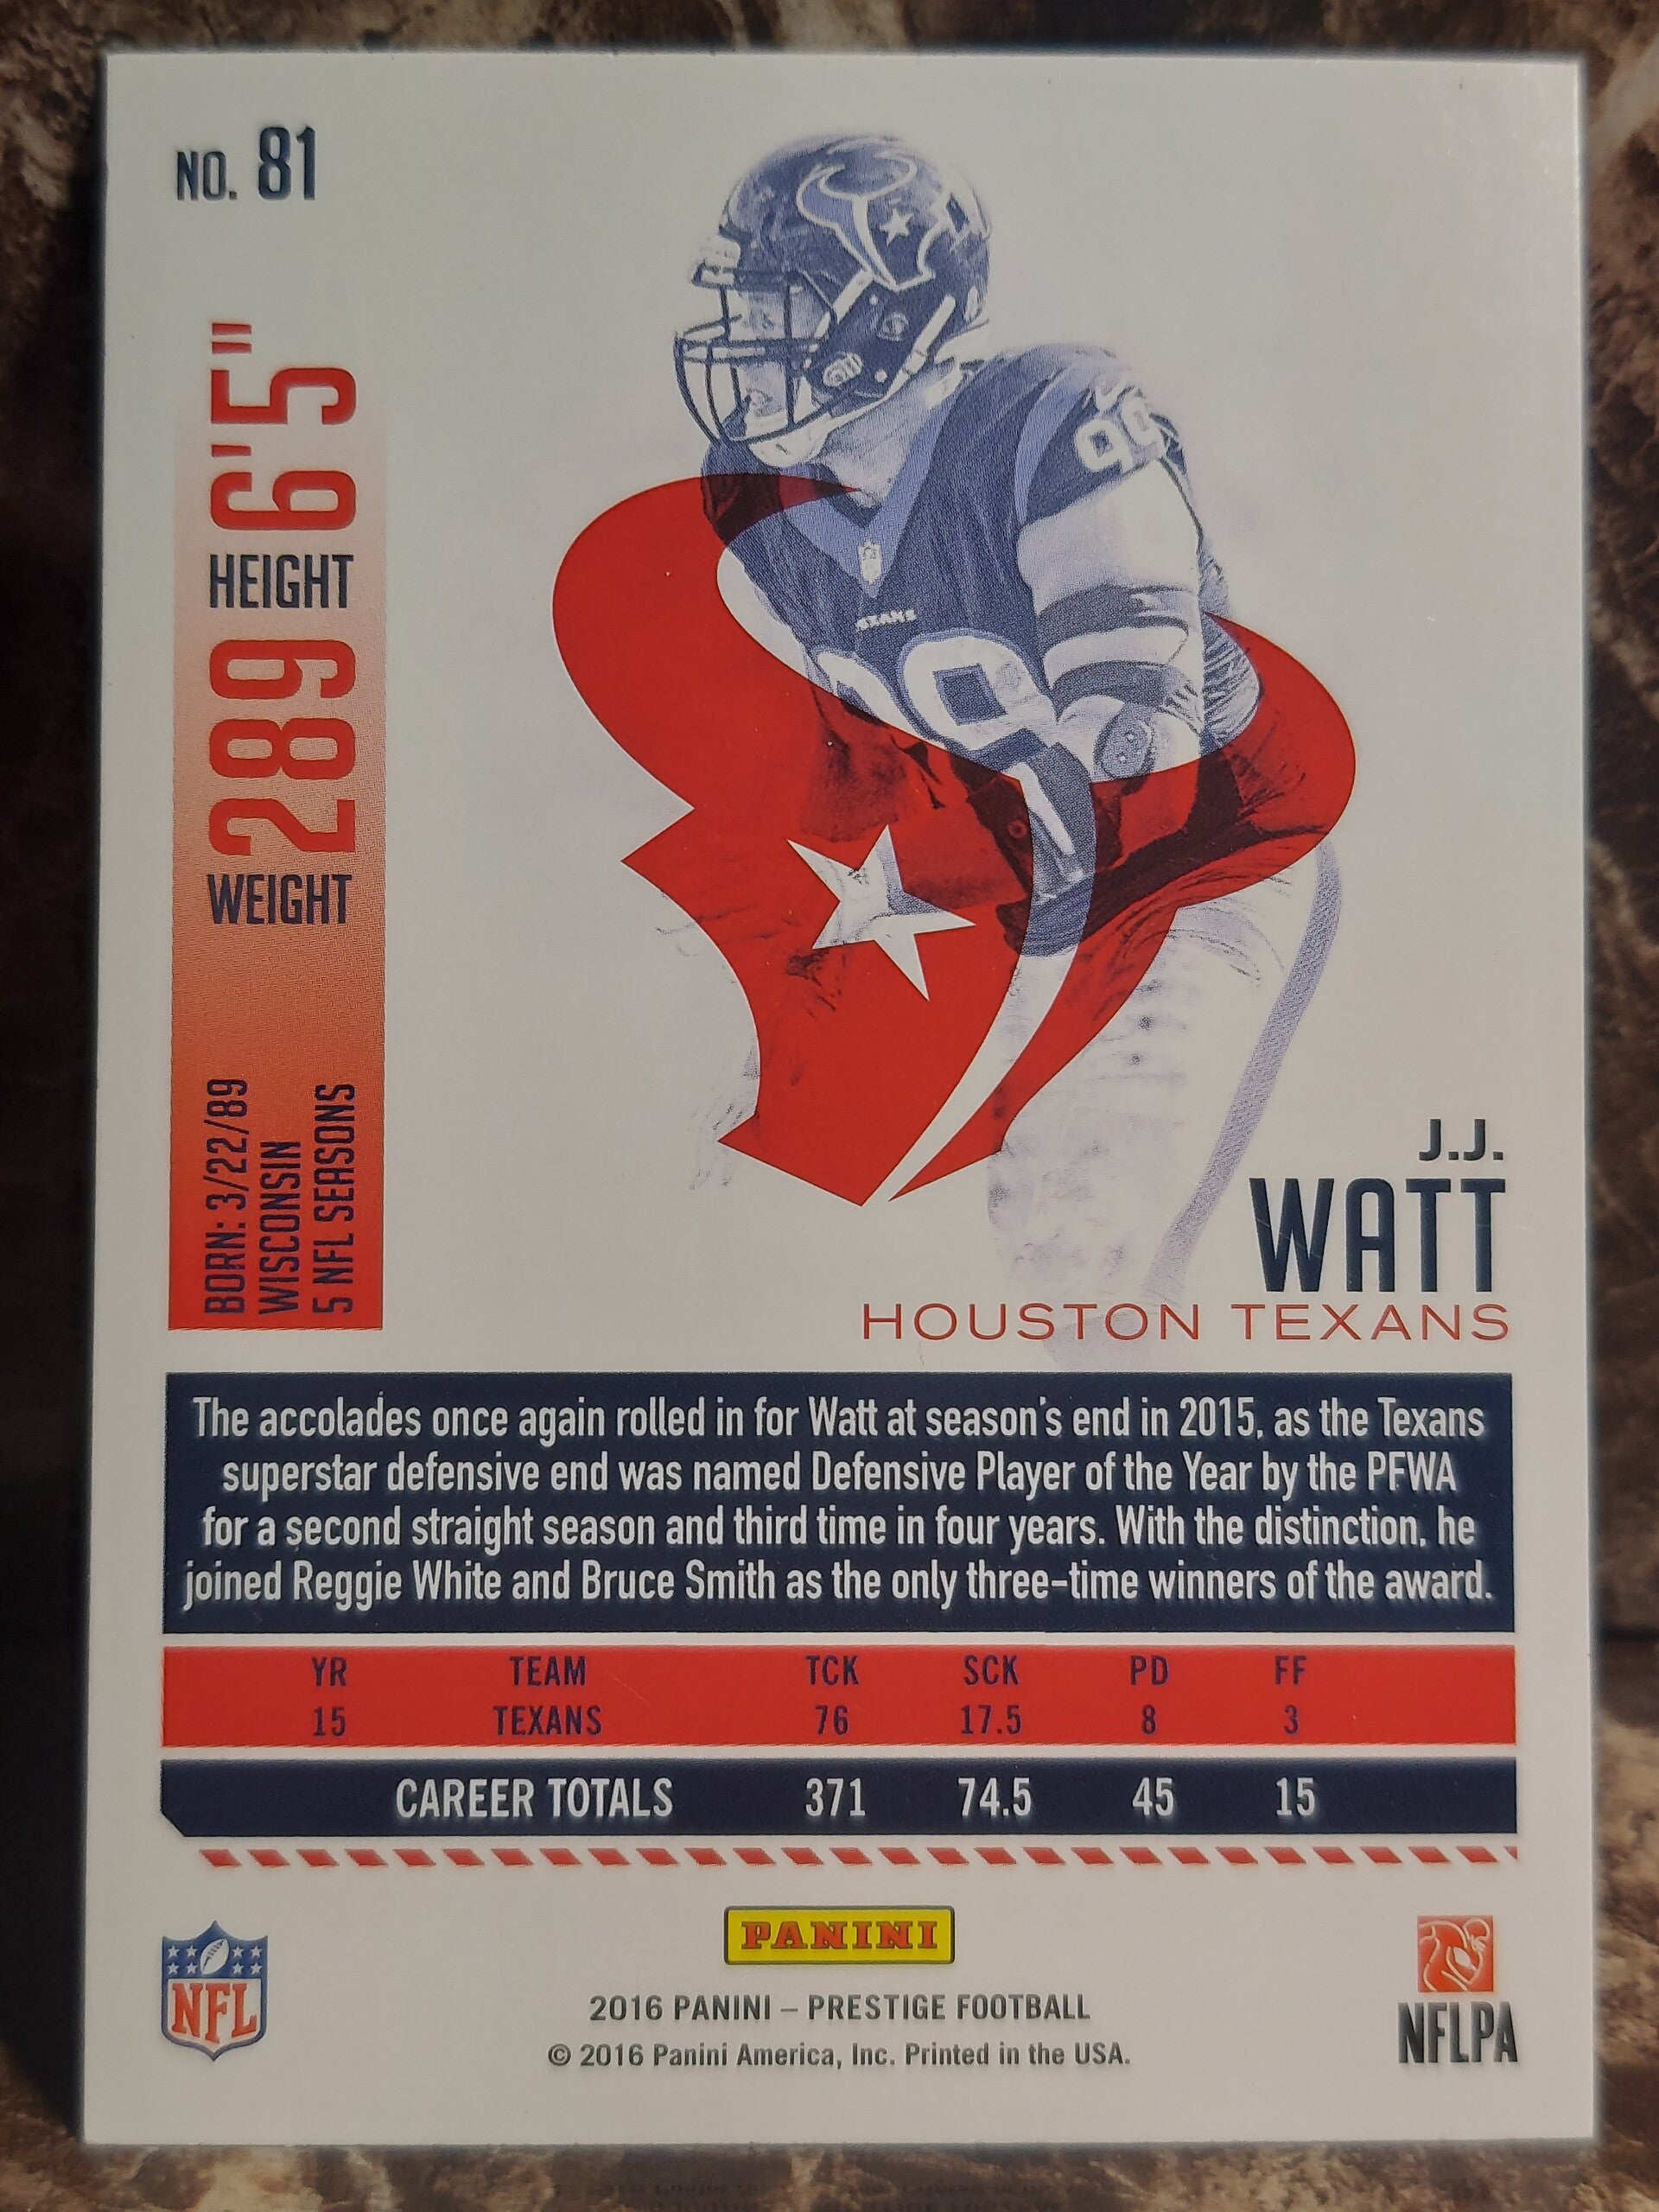 NO. 81
HEIGHT 6'5"
WEIGHT 289
BORN: 3/22/89
WISCONSIN
5 NFL SEASONS
99
TEXANS
99
J.J.
WATT
HOUSTON TEXANS
The accolades once again rolled in for Watt at season's end in 2015, as the Texans
superstar defensive end was named Defensive Player of the Year by the PFWA
for a second straight season and third time in four years. With the distinction, he
joined Reggie White and Bruce Smith as the only three-time winners of the award.
YR TEAM TCK SCK PD FF
15 TEXANS 76 17.5 8 3
CAREER TOTALS 371 74.5 45 15
PANINI
NFL
2016 PANINI – PRESTIGE FOOTBALL
© 2016 Panini America, Inc. Printed in the USA.
NFLPA